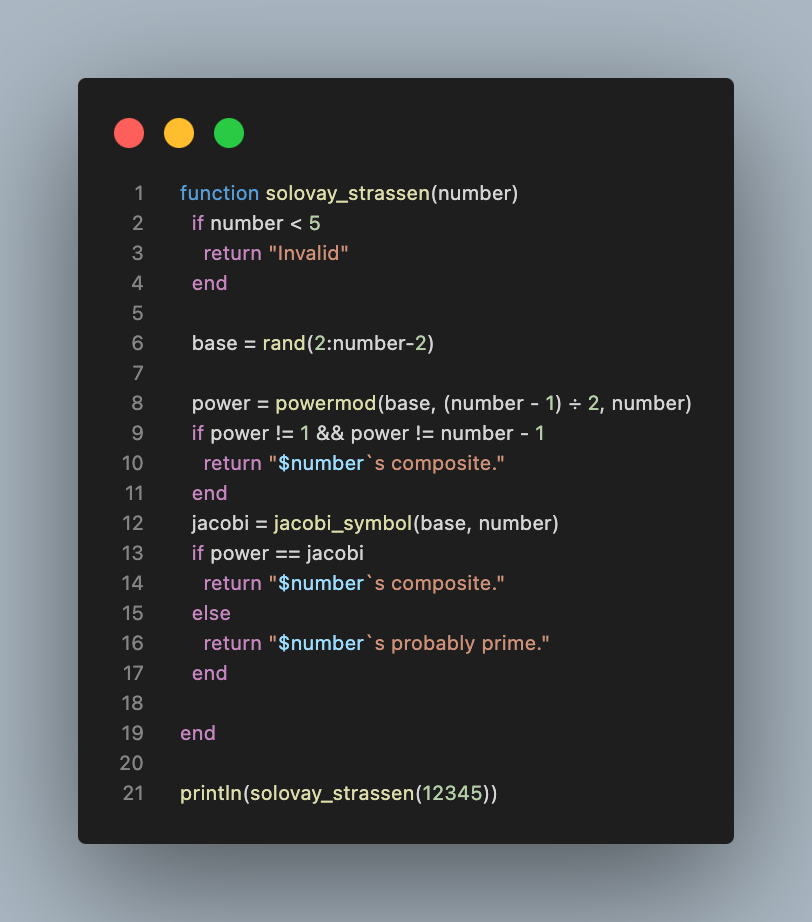 1 function solovay_strassen(number)
2 if number < 5
3 return "Invalid"
4 end
5
6 base = rand(2:number-2)
7
8 power = powermod(base, (number - 1) ÷ 2, number)
9 if power != 1 && power != number - 1
10 return "$number`s composite."
11 end
12 jacobi = jacobi_symbol(base, number)
13 if power == jacobi
14 return "$number`s composite."
15 else
16 return "$number`s probably prime."
17 end
18
19 end
20
21 println(solovay_strassen(12345))